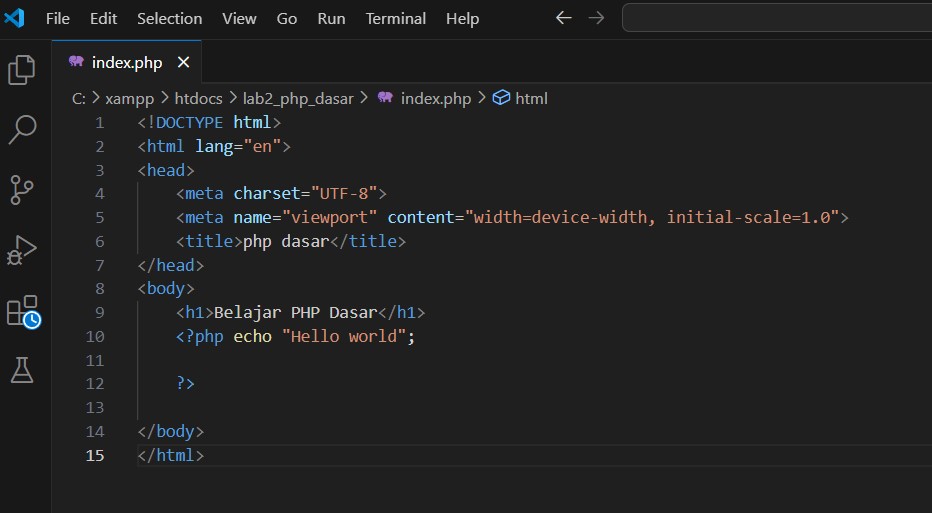 File Edit Selection View Go Run Terminal Help
index.php
C: > xampp > htdocs > lab2_php_dasar > index.php > html
1 <!DOCTYPE html>
2 <html lang="en">
3 <head>
4 <meta charset="UTF-8">
5 <meta name="viewport" content="width=device-width, initial-scale=1.0">
6 <title>php dasar</title>
7 </head>
8 <body>
9 <h1>Belajar PHP Dasar</h1>
10 <?php echo "Hello world";
11
12 ?>
13
14 </body>
15 </html>